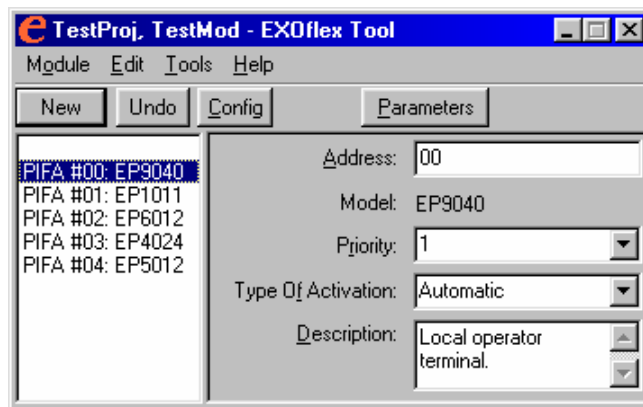 TestProj, TestMod - EXOflex Tool
Module Edit Tools Help
New Undo Config Parameters
PIFA #00: EP9040
PIFA #01: EP1011
PIFA #02: EP6012
PIFA #03: EP4024
PIFA #04: EP5012
Address: 00
Model: EP9040
Priority: 1
Type Of Activation: Automatic
Description: Local operator
terminal.